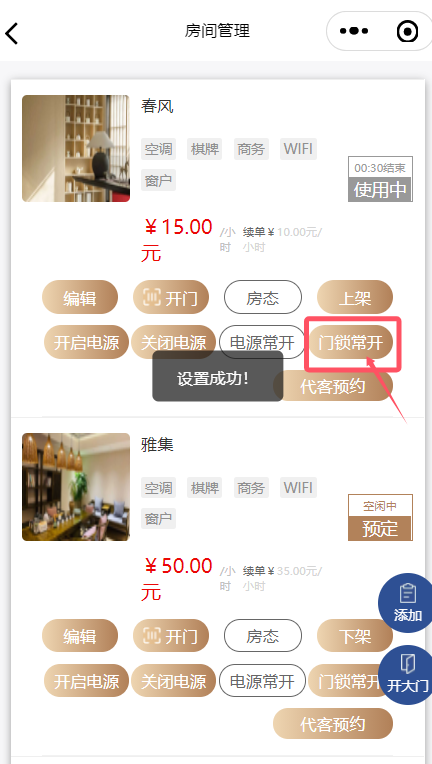 房间管理
春风
空调 棋牌 商务 WIFI
窗户
00:30结束
使用中
￥15.00元 /小时 续单￥10.00元/小时
编辑 开门 房态 上架
开启电源 关闭电源 电源常开 门锁常开
设置成功！
代客预约
雅集
空调 棋牌 商务 WIFI
窗户
空闲中
预定
￥50.00元 /小时 续单￥35.00元/小时
添加
编辑 开门 房态 下架
开启电源 关闭电源 电源常开 门锁常开
开大门
代客预约